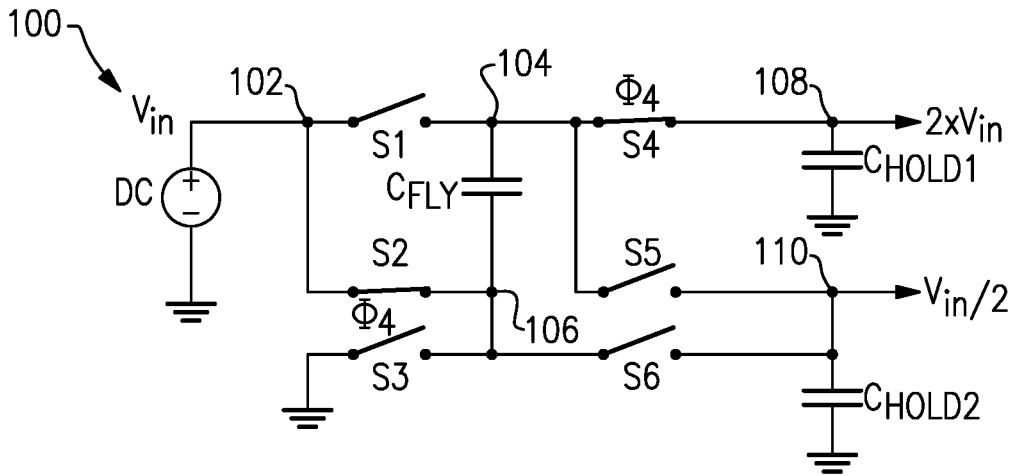 100
102
104
Φ4
108
Vin
2xVin
S1
S4
DC
+
−
CFLY
CHOLD1
S2
S5
110
Φ4
106
Vin/2
S3
S6
CHOLD2